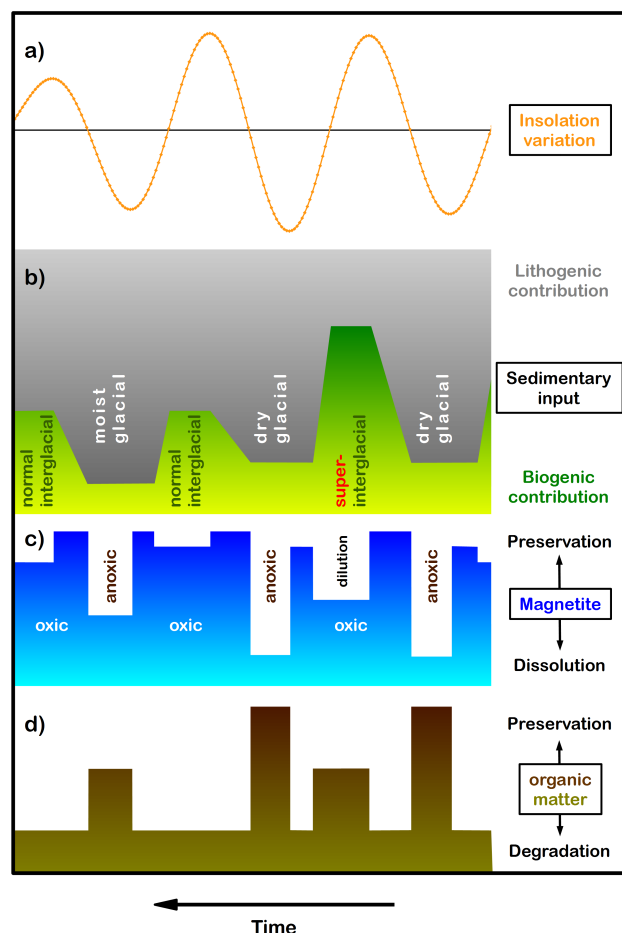 a)
Insolation
variation
b)
Lithogenic
contribution
normal
interglacial
moist
glacial
normal
interglacial
dry
glacial
super-
interglacial
dry
glacial
Sedimentary
input
Biogenic
contribution
c)
oxic
anoxic
oxic
anoxic
dilution
oxic
anoxic
Preservation
Magnetite
Dissolution
d)
Preservation
organic
matter
Degradation
Time